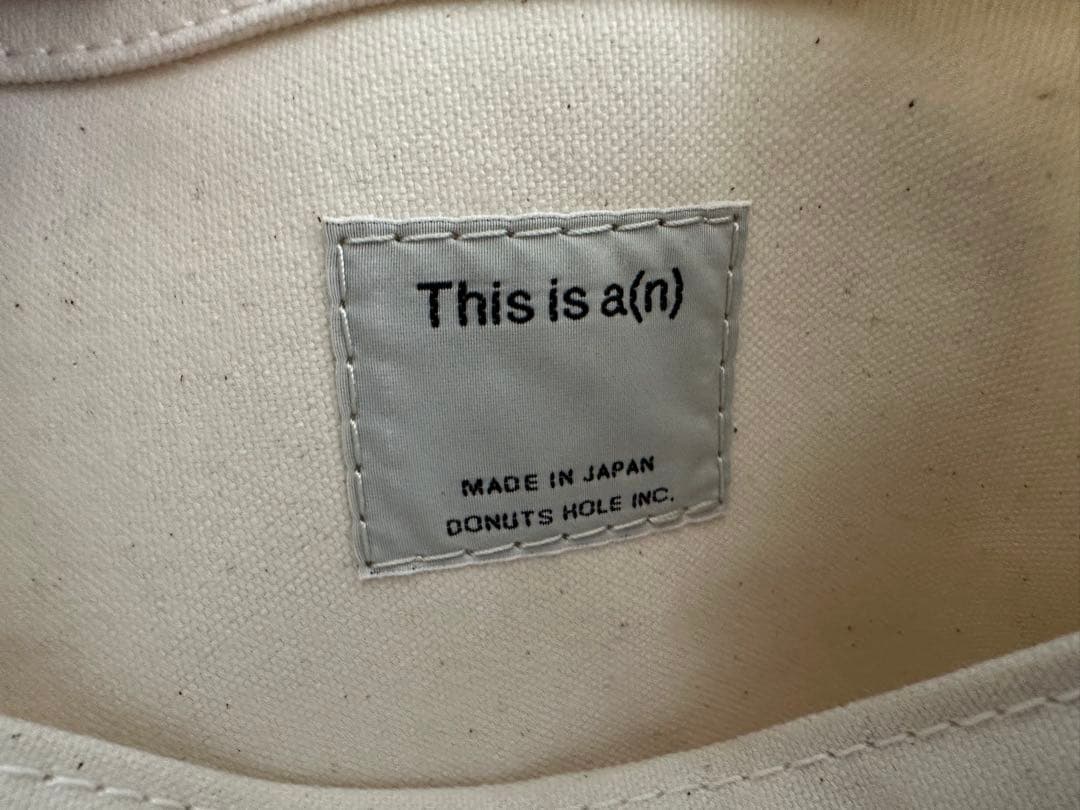 This is a(n)
MADE IN JAPAN
DONUTS HOLE INC.